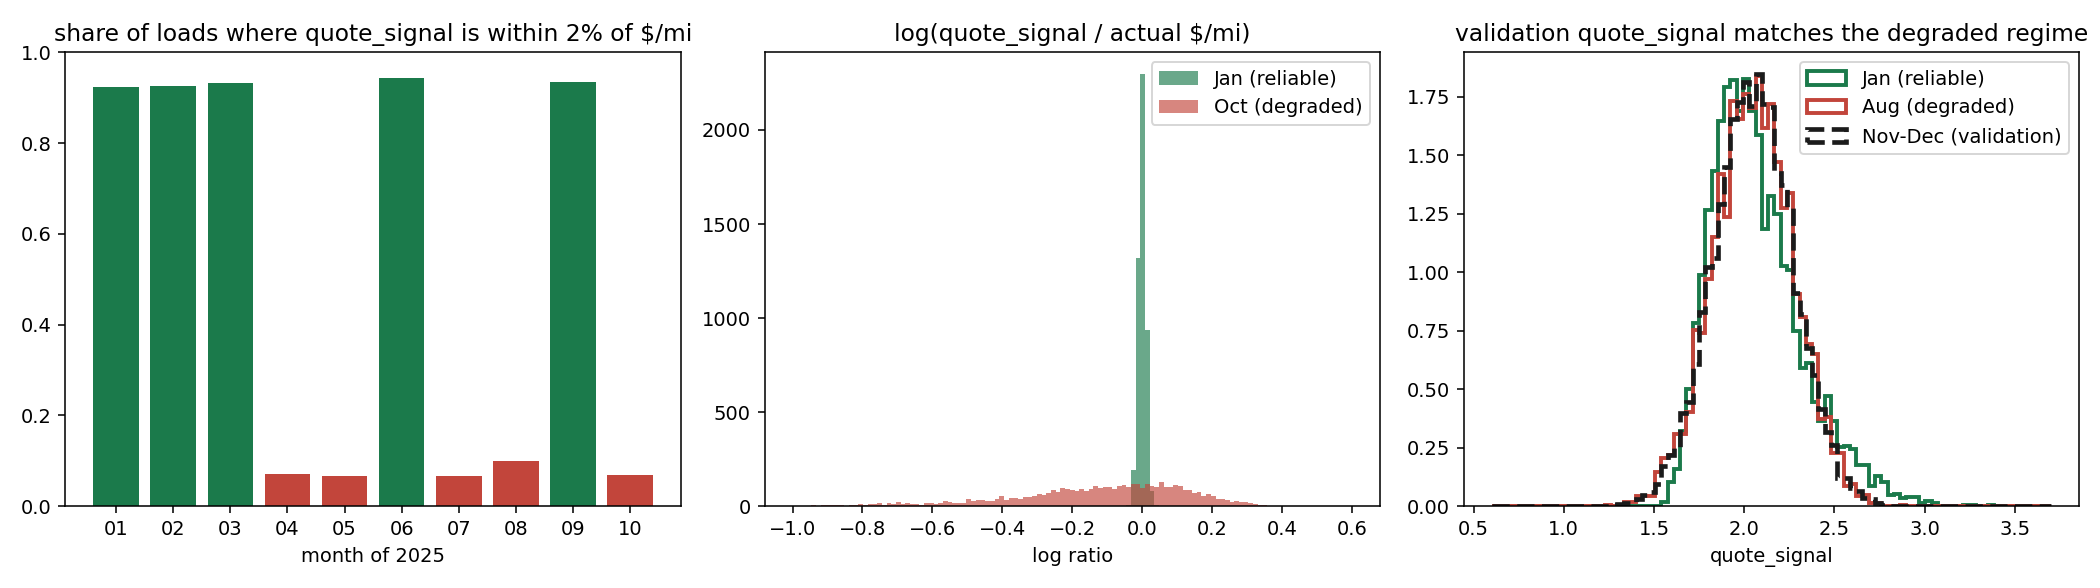 share of loads where quote_signal is within 2% of $/mi
1.0
0.8
0.6
0.4
0.2
0.0
01 02 03 04 05 06 07 08 09 10
month of 2025
log(quote_signal / actual $/mi)
Jan (reliable)
Oct (degraded)
2000
1500
1000
500
0
−1.0 −0.8 −0.6 −0.4 −0.2 0.0 0.2 0.4 0.6
log ratio
validation quote_signal matches the degraded regime
Jan (reliable)
Aug (degraded)
Nov-Dec (validation)
1.75
1.50
1.25
1.00
0.75
0.50
0.25
0.00
0.5 1.0 1.5 2.0 2.5 3.0 3.5
quote_signal